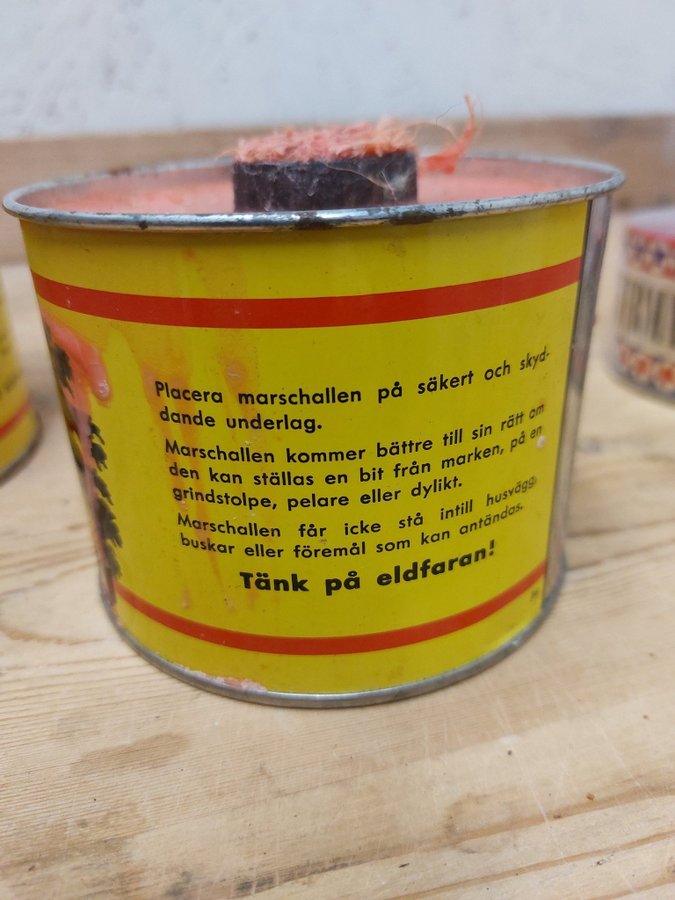 Placera marschallen på säkert och skyd-
dande underlag.
Marschallen kommer bättre till sin rätt om
den kan ställas en bit från marken, på en
grindstolpe, pelare eller dylikt.
Marschallen får icke stå intill husvägg,
buskar eller föremål som kan antändas.
Tänk på eldfaran!